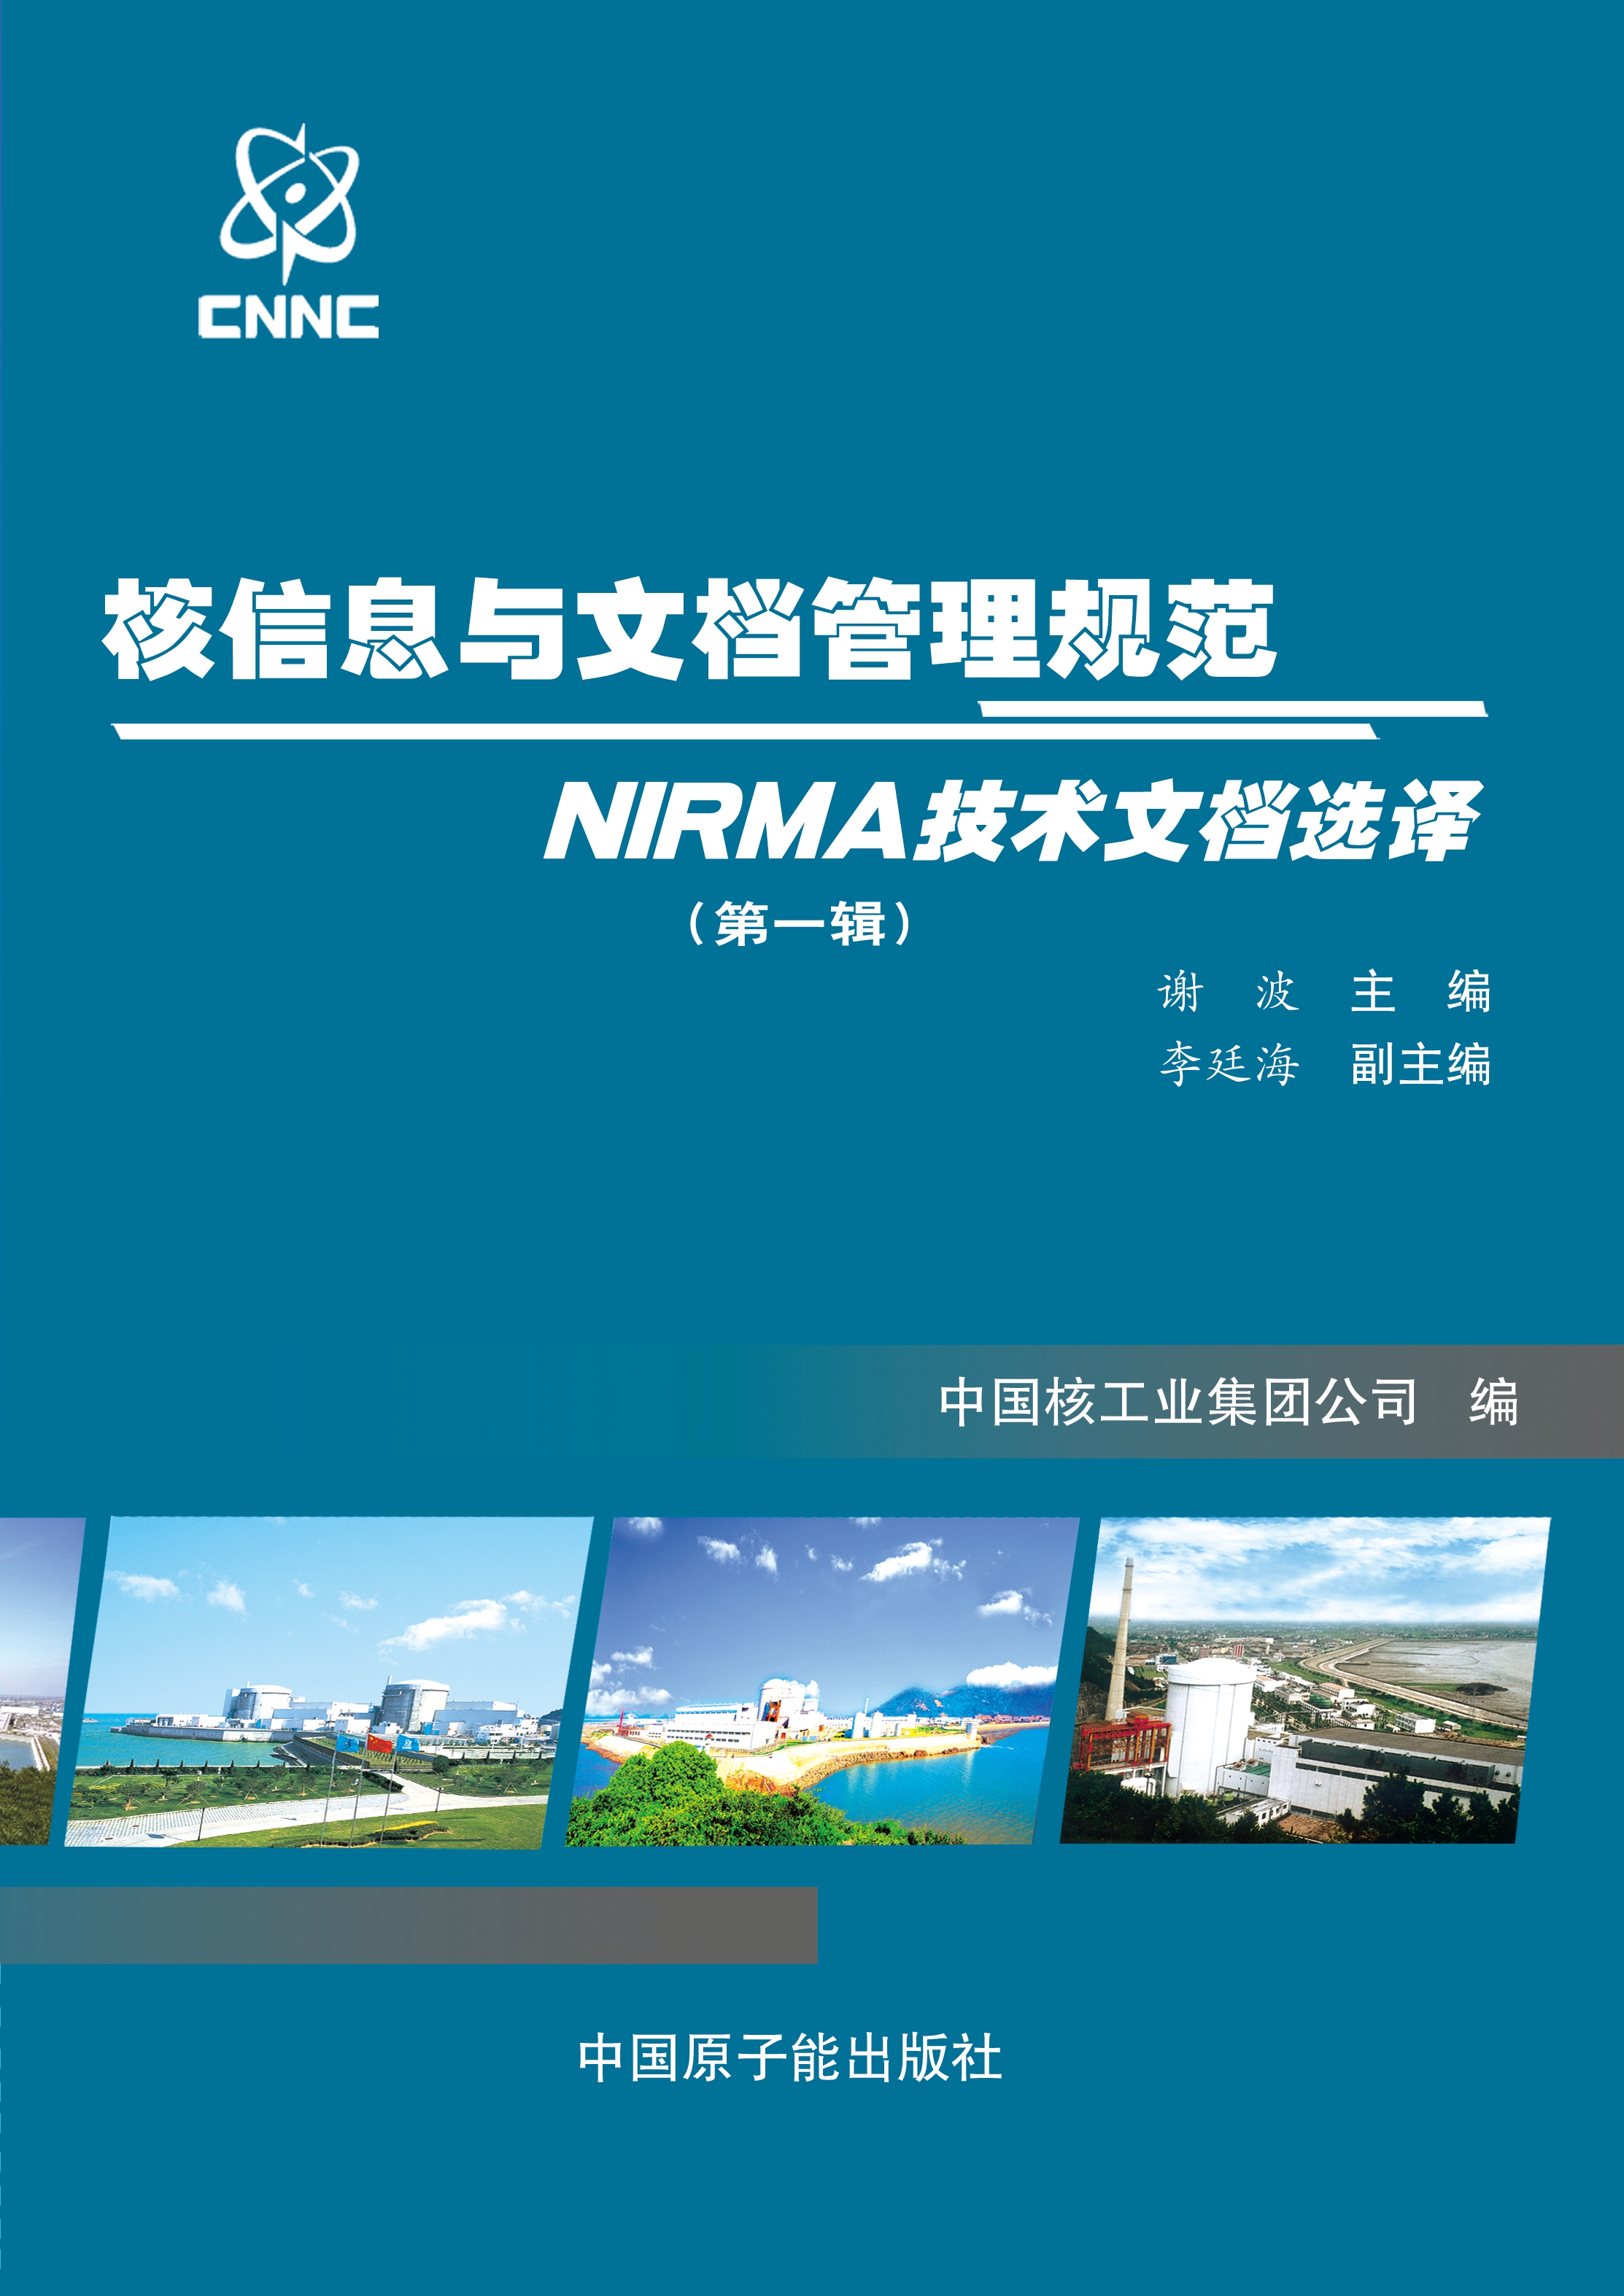 CNNC
核信息与文档管理规范
NIRMA技术文档选译
（第一辑）
谢　波　主　编
李廷海　副主编
中国核工业集团公司　编
中国原子能出版社